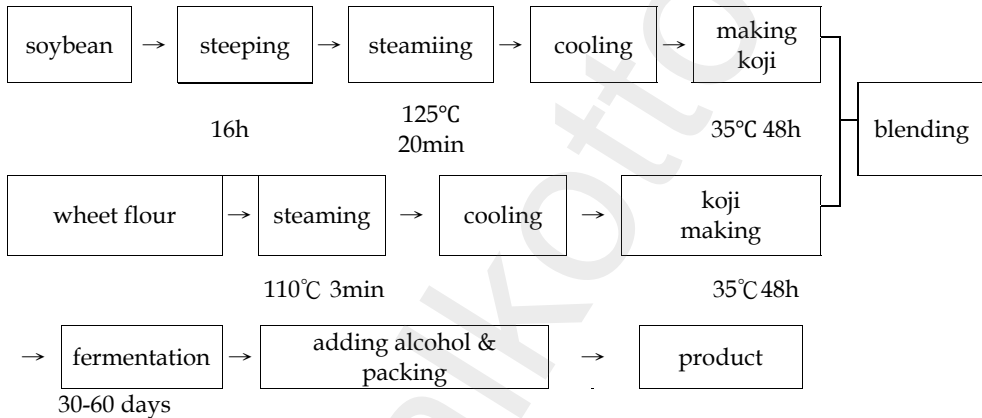 soybean → steeping → steamiing → cooling → making koji
16h
125℃
20min
35℃ 48h
blending
wheet flour → steaming → cooling → koji making
110℃ 3min
35℃ 48h
→ fermentation → adding alcohol & packing → product
30-60 days